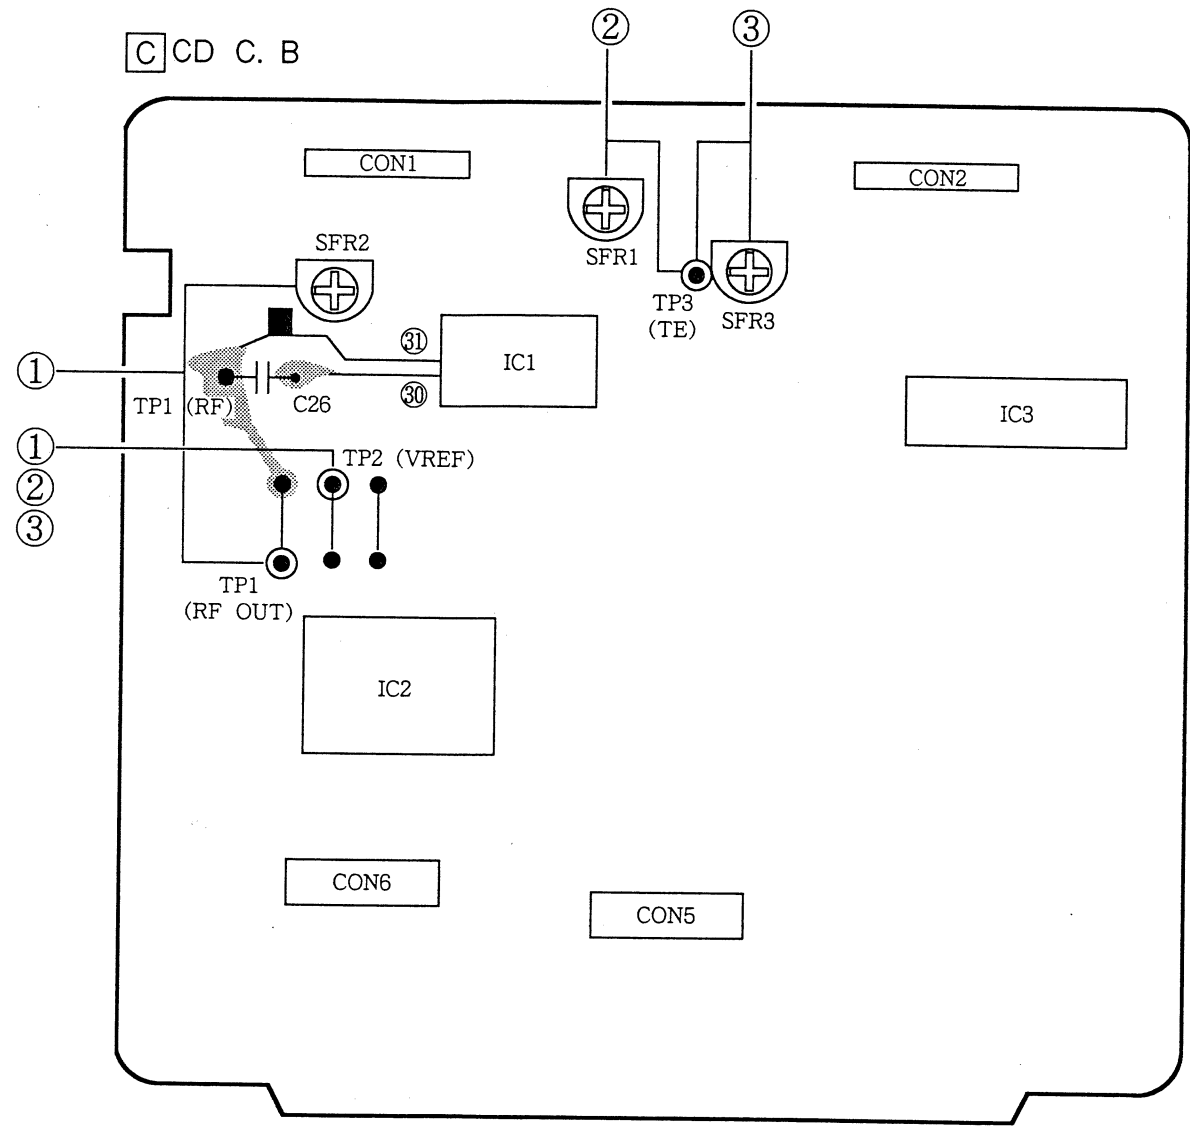 C CD C. B
② ③
CON1
CON2
SFR2
SFR1
TP3
(TE)
SFR3
㉛
IC1
①
㉚
TP1 (RF)
C26
IC3
①
TP2 (VREF)
②
③
TP1
(RF OUT)
IC2
CON6
CON5